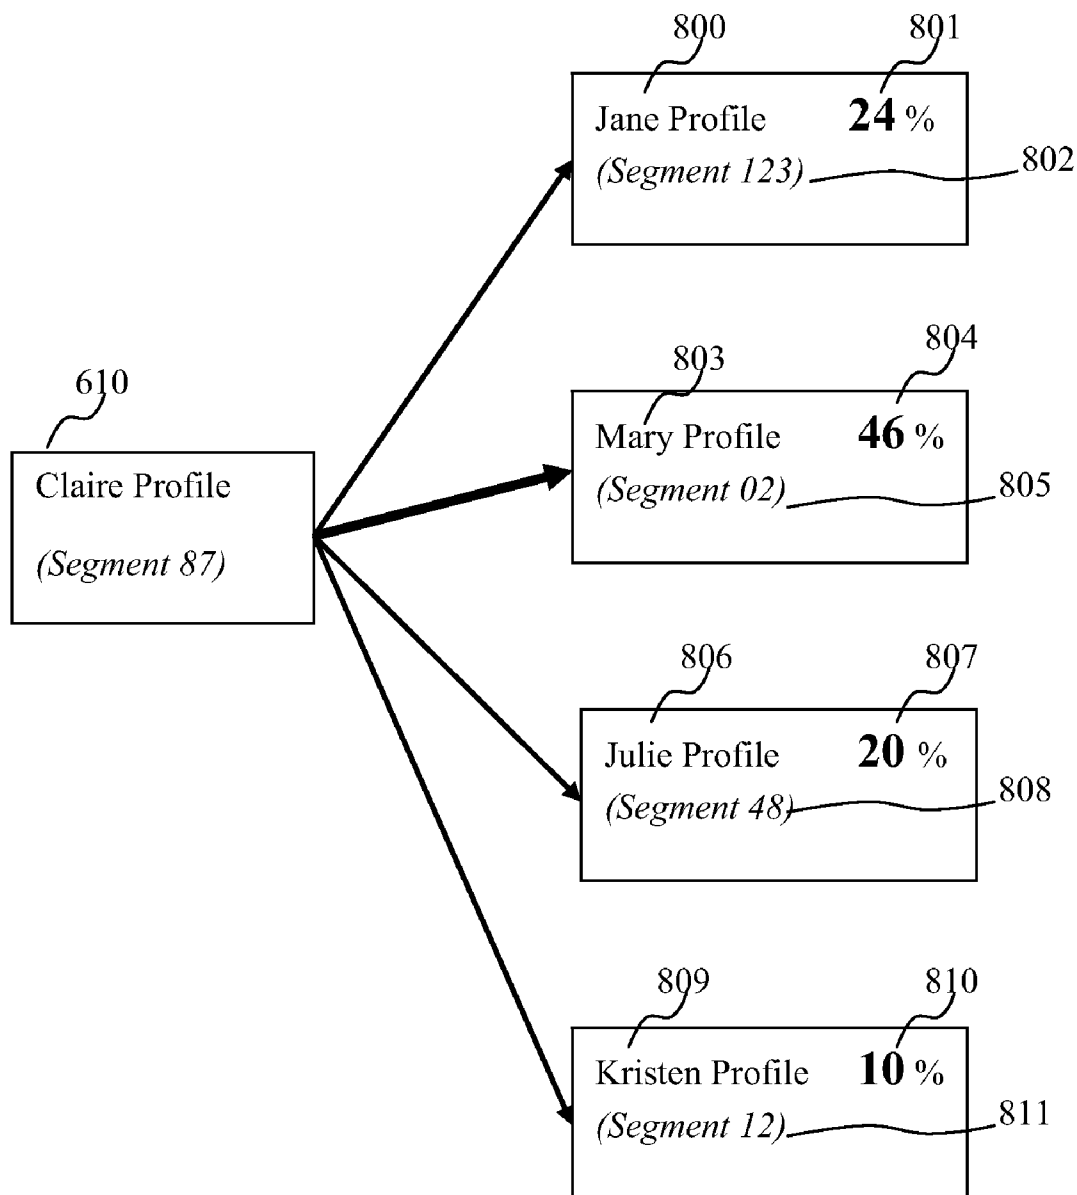 800 801
Jane Profile 24 %
(Segment 123) 802
803 804
Mary Profile 46 %
(Segment 02) 805
610
Claire Profile
(Segment 87)
806 807
Julie Profile 20 %
(Segment 48) 808
809 810
Kristen Profile 10 %
(Segment 12) 811